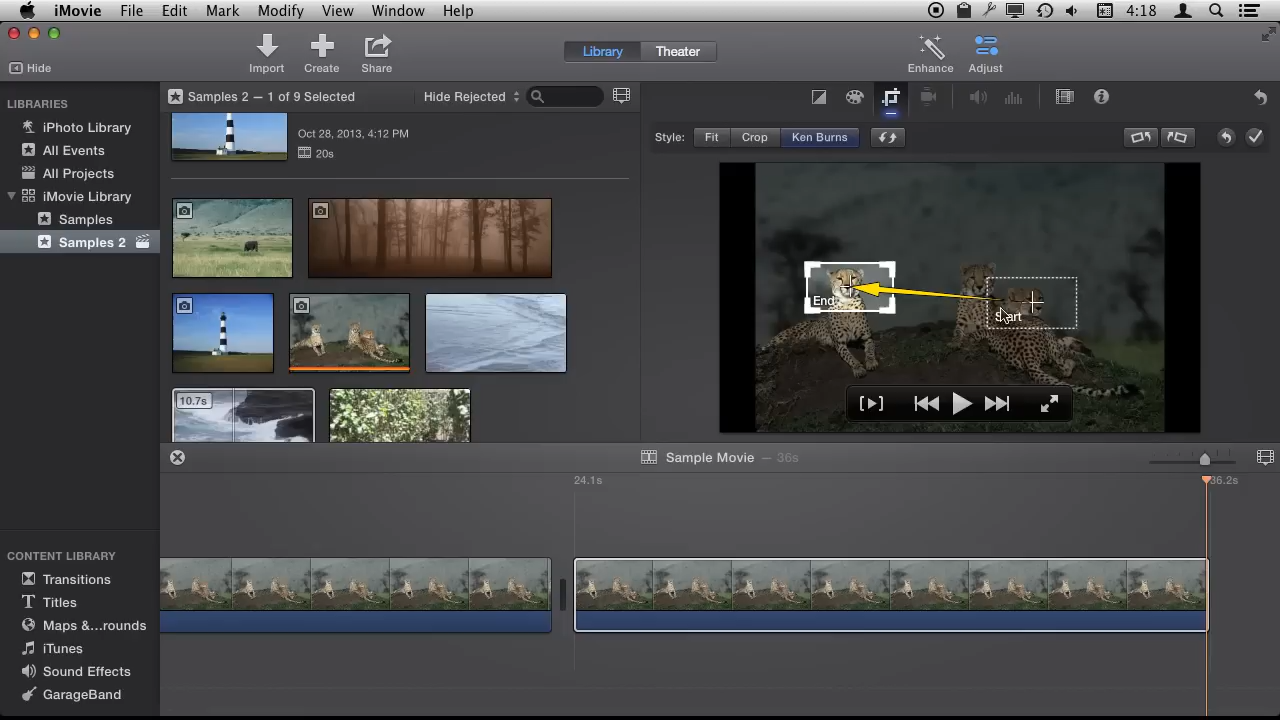 iMovie File Edit Mark Modify View Window Help 4:18
Hide Import Create Share Library Theater Enhance Adjust
LIBRARIES
iPhoto Library
All Events
All Projects
iMovie Library
Samples
Samples 2
CONTENT LIBRARY
Transitions
Titles
Maps &...rounds
iTunes
Sound Effects
GarageBand
Samples 2 — 1 of 9 Selected Hide Rejected
Oct 28, 2013, 4:12 PM
20s
10.7s
Style: Fit Crop Ken Burns
End
Start
Sample Movie — 36s
24.1s 36.2s